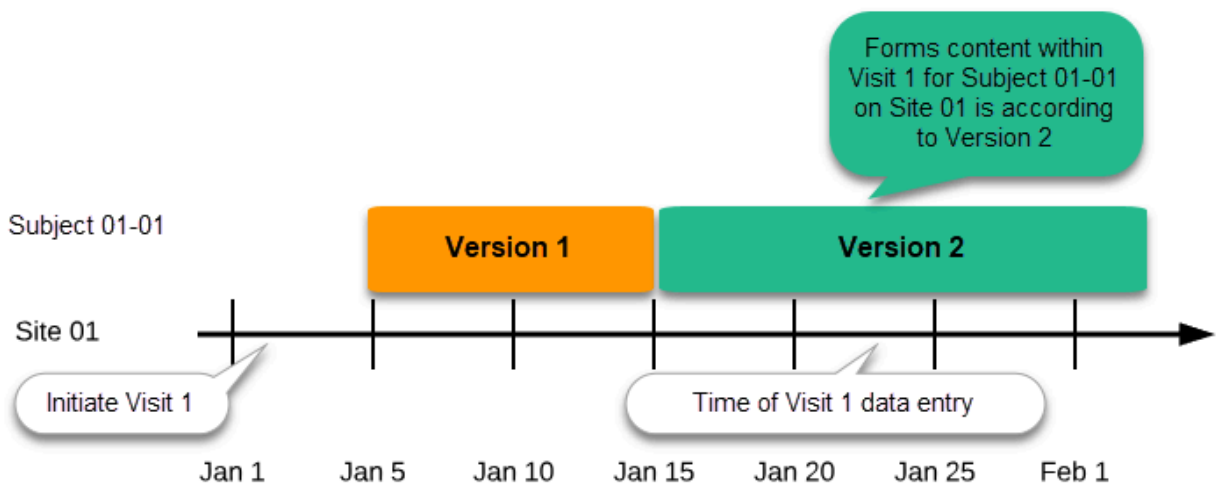 Forms content within
Visit 1 for Subject 01-01
on Site 01 is according
to Version 2
Subject 01-01
Version 1
Version 2
Site 01
Initiate Visit 1
Time of Visit 1 data entry
Jan 1
Jan 5
Jan 10
Jan 15
Jan 20
Jan 25
Feb 1